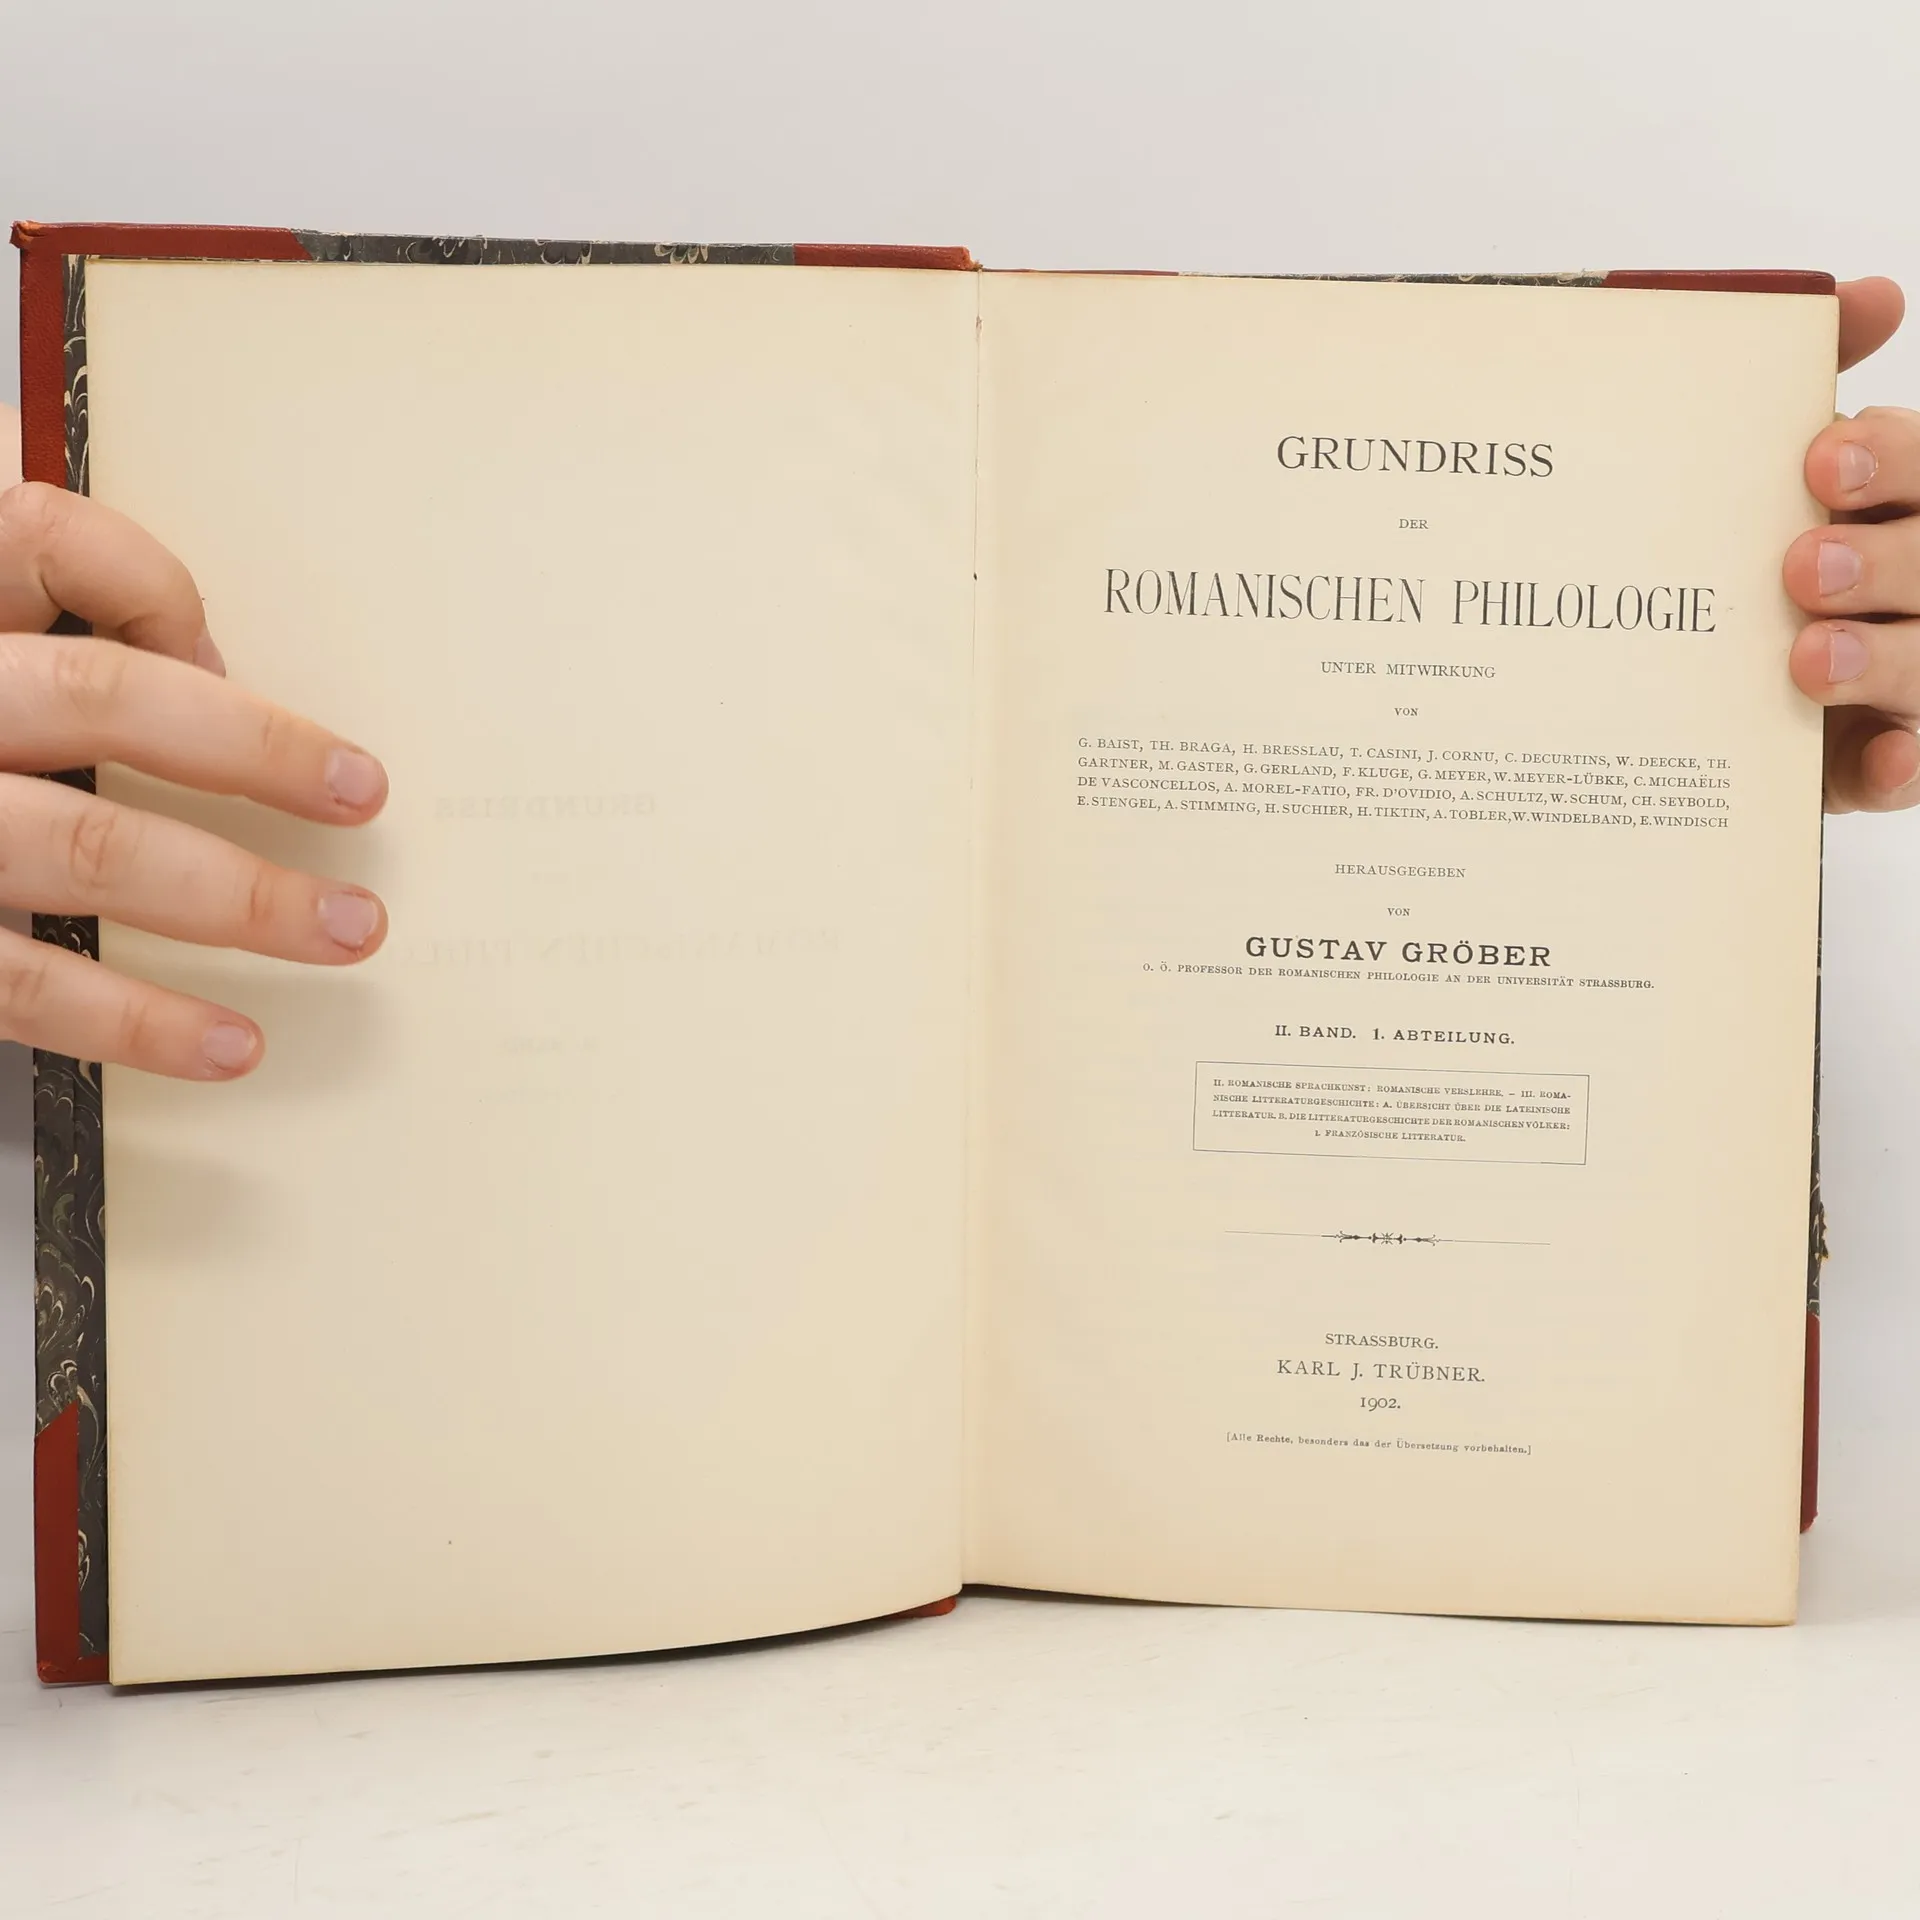 GRUNDRISS
DER
ROMANISCHEN PHILOLOGIE
UNTER MITWIRKUNG
VON
G. BAIST, TH. BRAGA, H. BRESSLAU, T. CASINI, J. CORNU, C. DECURTINS, W. DEECKE, TH.
GARTNER, M. GASTER, G. GERLAND, F. KLUGE, G. MEYER, W. MEYER-LÜBKE, C. MICHAËLIS
DE VASCONCELLOS, A. MOREL-FATIO, FR. D'OVIDIO, A. SCHULTZ, W. SCHUM, CH. SEYBOLD,
E. STENGEL, A. STIMMING, H. SUCHIER, H. TIKTIN, A. TOBLER, W. WINDELBAND, E. WINDISCH
HERAUSGEGEBEN
VON
GUSTAV GRÖBER
O. Ö. PROFESSOR DER ROMANISCHEN PHILOLOGIE AN DER UNIVERSITÄT STRASSBURG.
II. BAND. 1. ABTEILUNG.
II. ROMANISCHE SPRACHKUNST: ROMANISCHE VERSLEHRE. — III. ROMA-
NISCHE LITTERATURGESCHICHTE: A. ÜBERSICHT ÜBER DIE LATEINISCHE
LITTERATUR. B. DIE LITTERATURGESCHICHTE DER ROMANISCHEN VÖLKER:
1. FRANZÖSISCHE LITTERATUR.
STRASSBURG.
KARL J. TRÜBNER.
1902.
[Alle Rechte, besonders das der Übersetzung vorbehalten.]